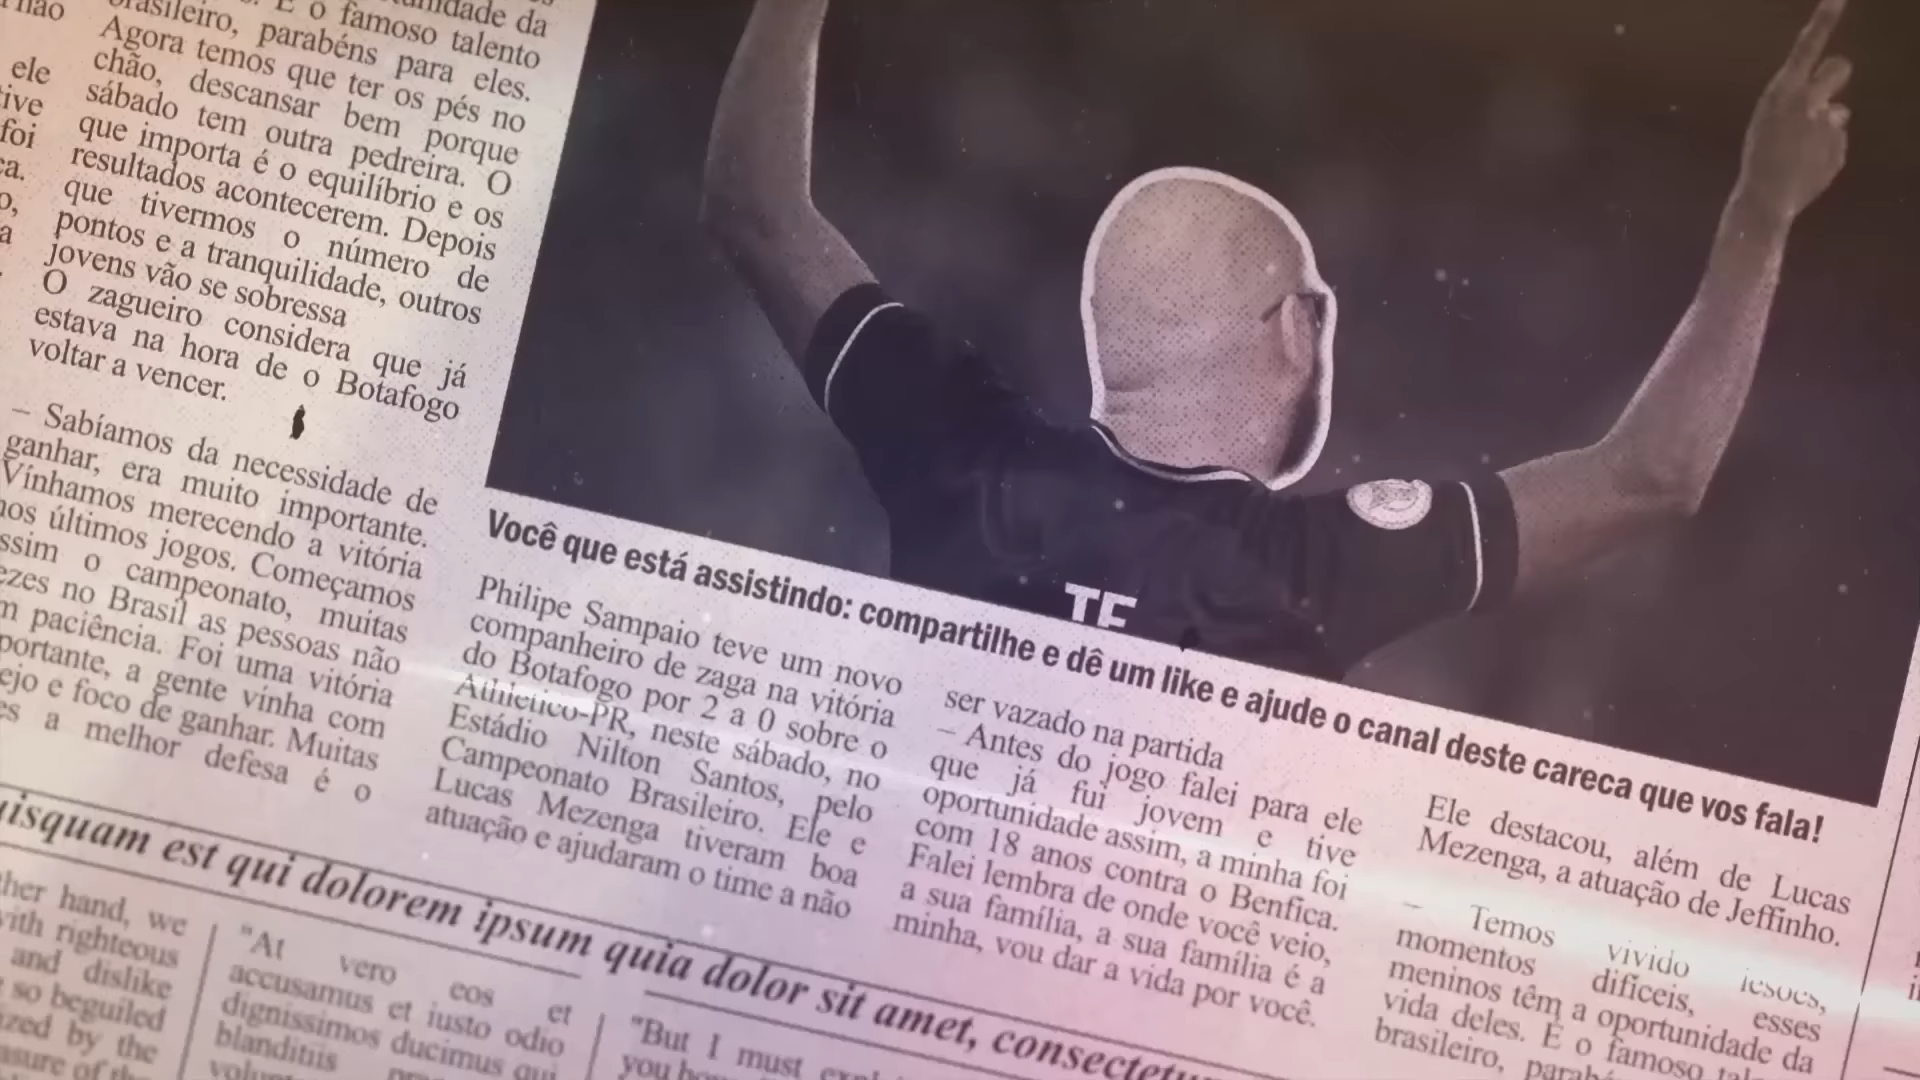 não
ele
foi
brasileiro, parabéns para eles.
É o famoso talento
Agora temos que ter os pés no
chão, descansar bem porque
sábado tem outra pedreira. O
que importa é o equilíbrio e os
resultados acontecerem. Depois
que tivermos o número de
pontos e a tranquilidade, outros
jovens vão se sobressa
O zagueiro considera que já
estava na hora de o Botafogo
voltar a vencer.
– Sabíamos da necessidade de
ganhar, era muito importante.
Vínhamos merecendo a vitória
nos últimos jogos. Começamos
assim o campeonato, muitas
vezes no Brasil as pessoas não
paciência. Foi uma vitória
importante, a gente vinha com
e foco de ganhar. Muitas
a melhor defesa é o
TE
Você que está assistindo: compartilhe e dê um like e ajude o canal deste careca que vos fala!
Philipe Sampaio teve um novo
companheiro de zaga na vitória
do Botafogo por 2 a 0 sobre o
Athletico-PR, neste sábado, no
Estádio Nilton Santos, pelo
Campeonato Brasileiro. Ele e
Lucas Mezenga tiveram boa
atuação e ajudaram o time a não
ser vazado na partida
– Antes do jogo falei para ele
que já fui jovem e tive
oportunidade assim, a minha foi
com 18 anos contra o Benfica.
Falei lembra de onde você veio,
a sua família, a sua família é a
minha, vou dar a vida por você.
Ele destacou, além de Lucas
Mezenga, a atuação de Jeffinho.
– Temos vivido lesões,
momentos difíceis, esses
meninos têm a oportunidade da
vida deles. É o famoso
brasileiro,
est qui dolorem ipsum quia dolor sit amet, consectetu
hand, we
with righteous
and dislike
so beguiled
by the
of
"At vero eos et
accusamus et iusto odio
dignissimos ducimus qui
blanditiis
"But I must
you